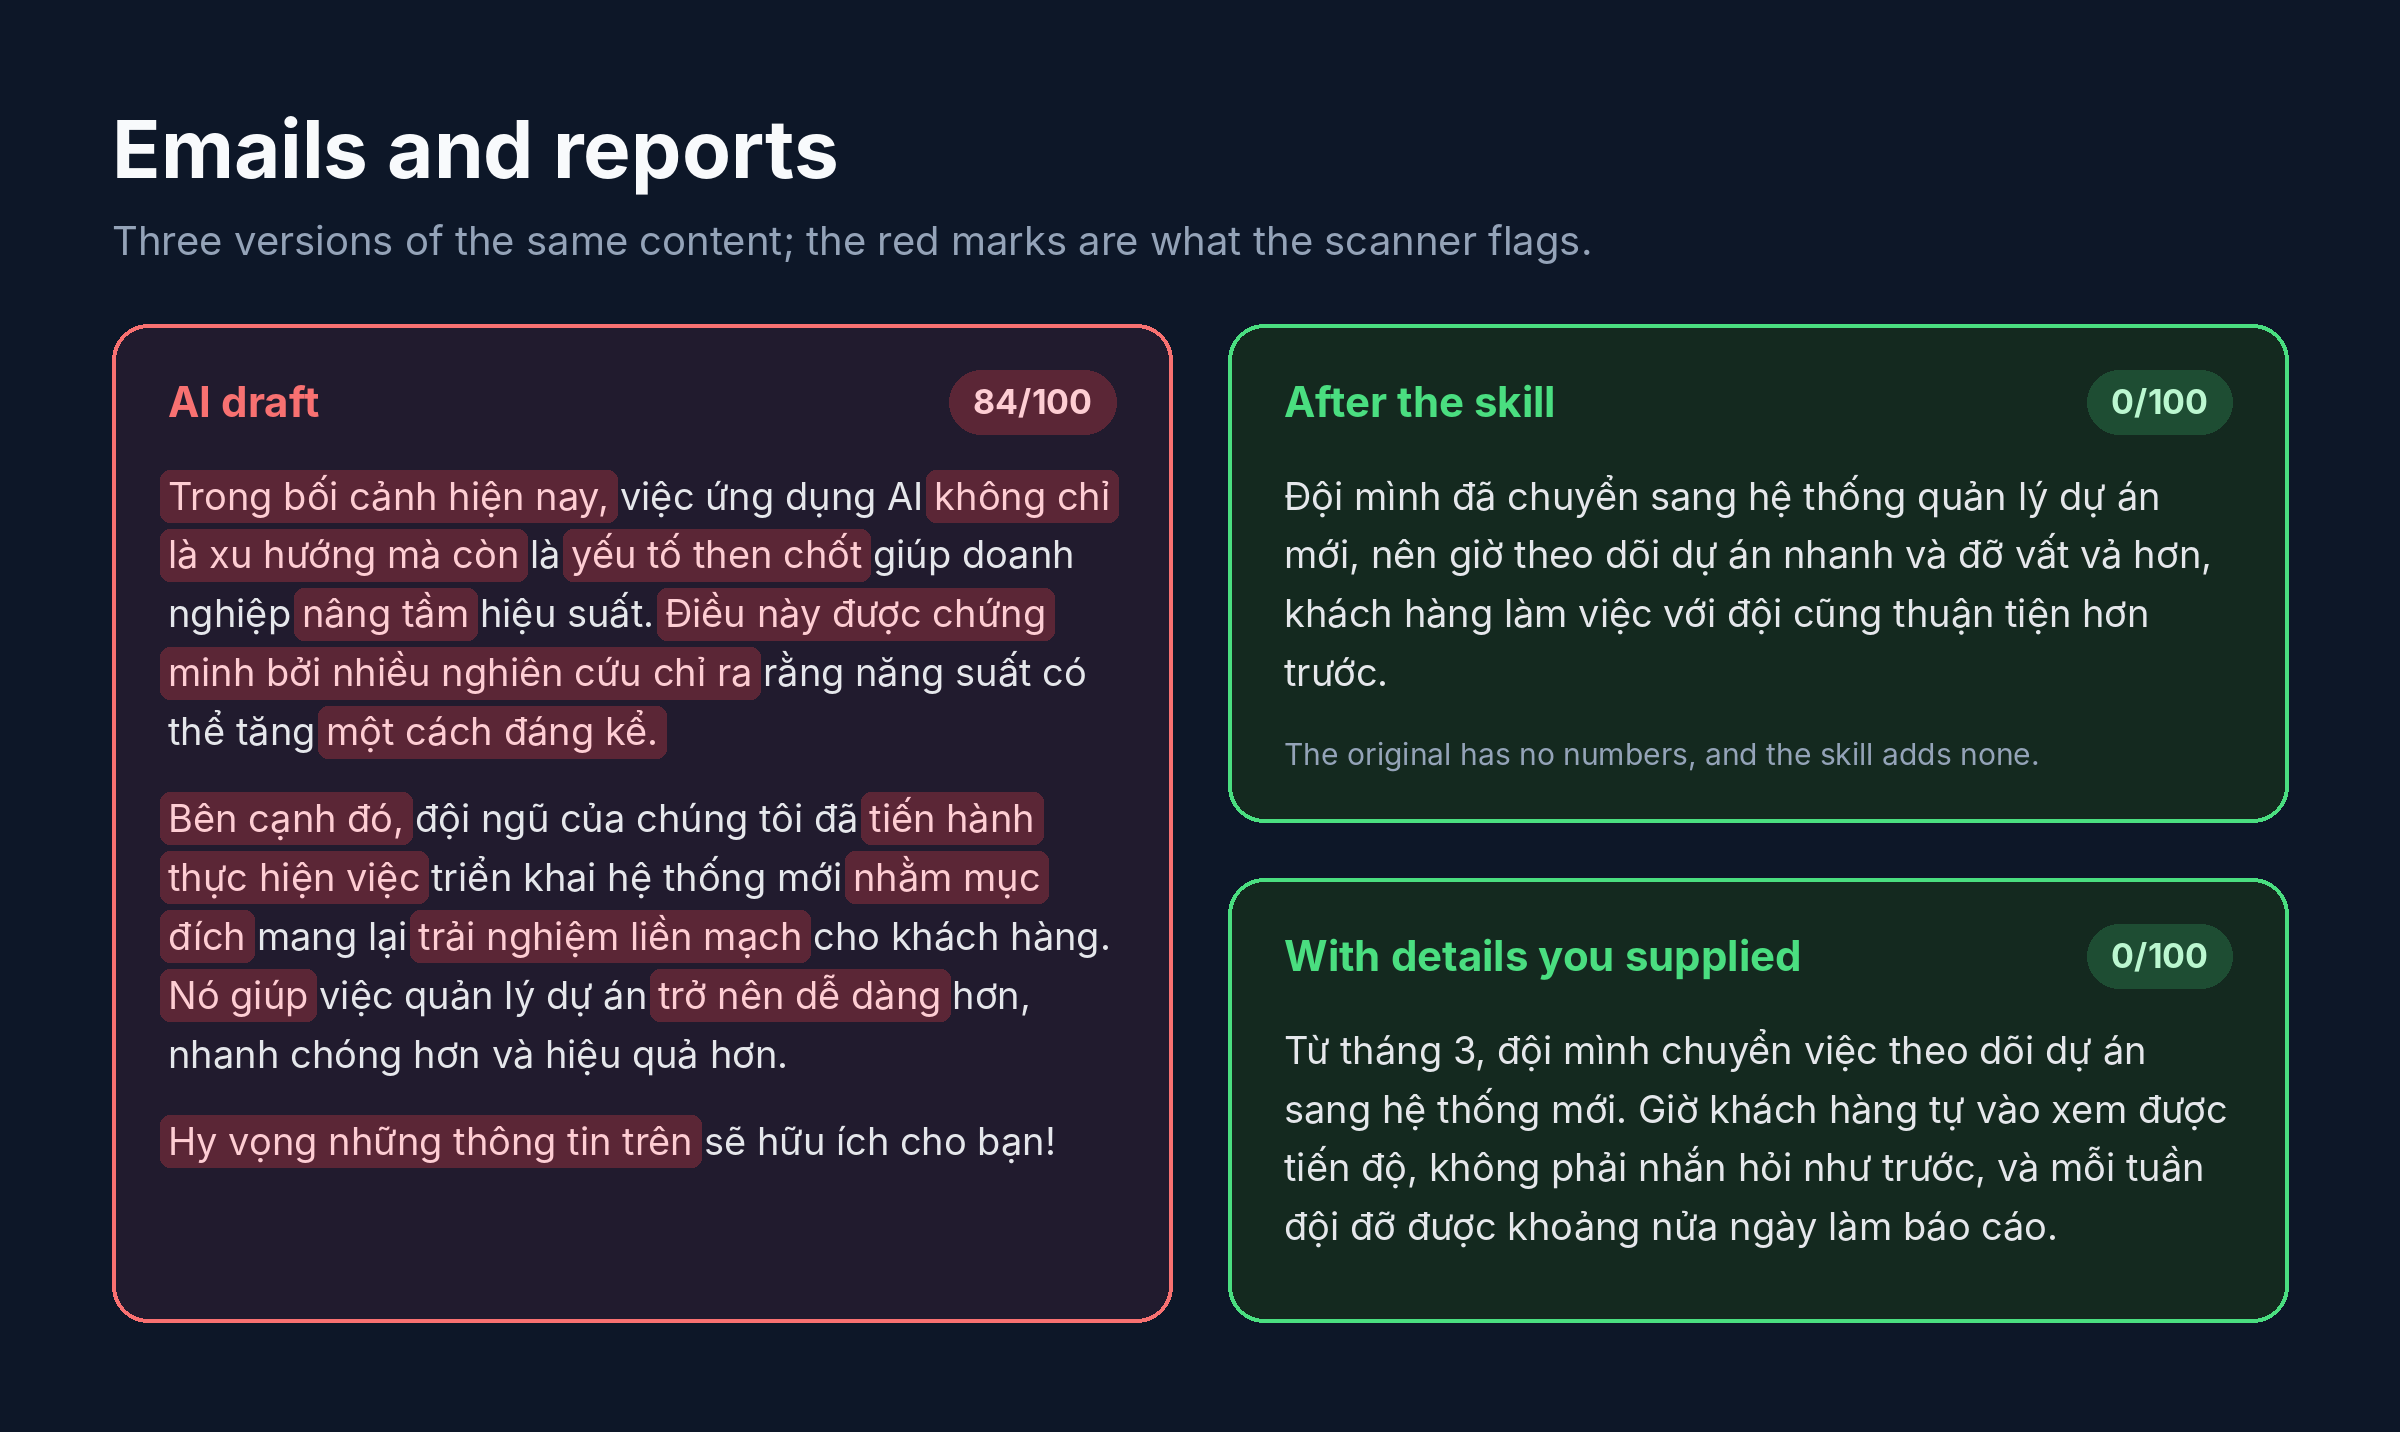 Emails and reports
Three versions of the same content; the red marks are what the scanner flags.
AI draft
84/100
Trong bối cảnh hiện nay, việc ứng dụng AI không chỉ
là xu hướng mà còn là yếu tố then chốt giúp doanh
nghiệp nâng tầm hiệu suất. Điều này được chứng
minh bởi nhiều nghiên cứu chỉ ra rằng năng suất có
thể tăng một cách đáng kể.
Bên cạnh đó, đội ngũ của chúng tôi đã tiến hành
thực hiện việc triển khai hệ thống mới nhằm mục
đích mang lại trải nghiệm liền mạch cho khách hàng.
Nó giúp việc quản lý dự án trở nên dễ dàng hơn,
nhanh chóng hơn và hiệu quả hơn.
Hy vọng những thông tin trên sẽ hữu ích cho bạn!
After the skill
0/100
Đội mình đã chuyển sang hệ thống quản lý dự án
mới, nên giờ theo dõi dự án nhanh và đỡ vất vả hơn,
khách hàng làm việc với đội cũng thuận tiện hơn
trước.
The original has no numbers, and the skill adds none.
With details you supplied
0/100
Từ tháng 3, đội mình chuyển việc theo dõi dự án
sang hệ thống mới. Giờ khách hàng tự vào xem được
tiến độ, không phải nhắn hỏi như trước, và mỗi tuần
đội đỡ được khoảng nửa ngày làm báo cáo.